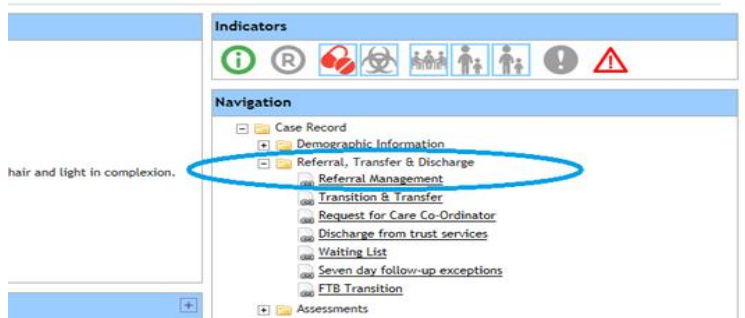 Indicators
i R !
Navigation
Case Record
Demographic Information
Referral, Transfer & Discharge
hair and light in complexion.
Referral Management
Transition & Transfer
Request for Care Co-Ordinator
Discharge from trust services
Waiting List
Seven day follow-up exceptions
FTB Transition
Assessments